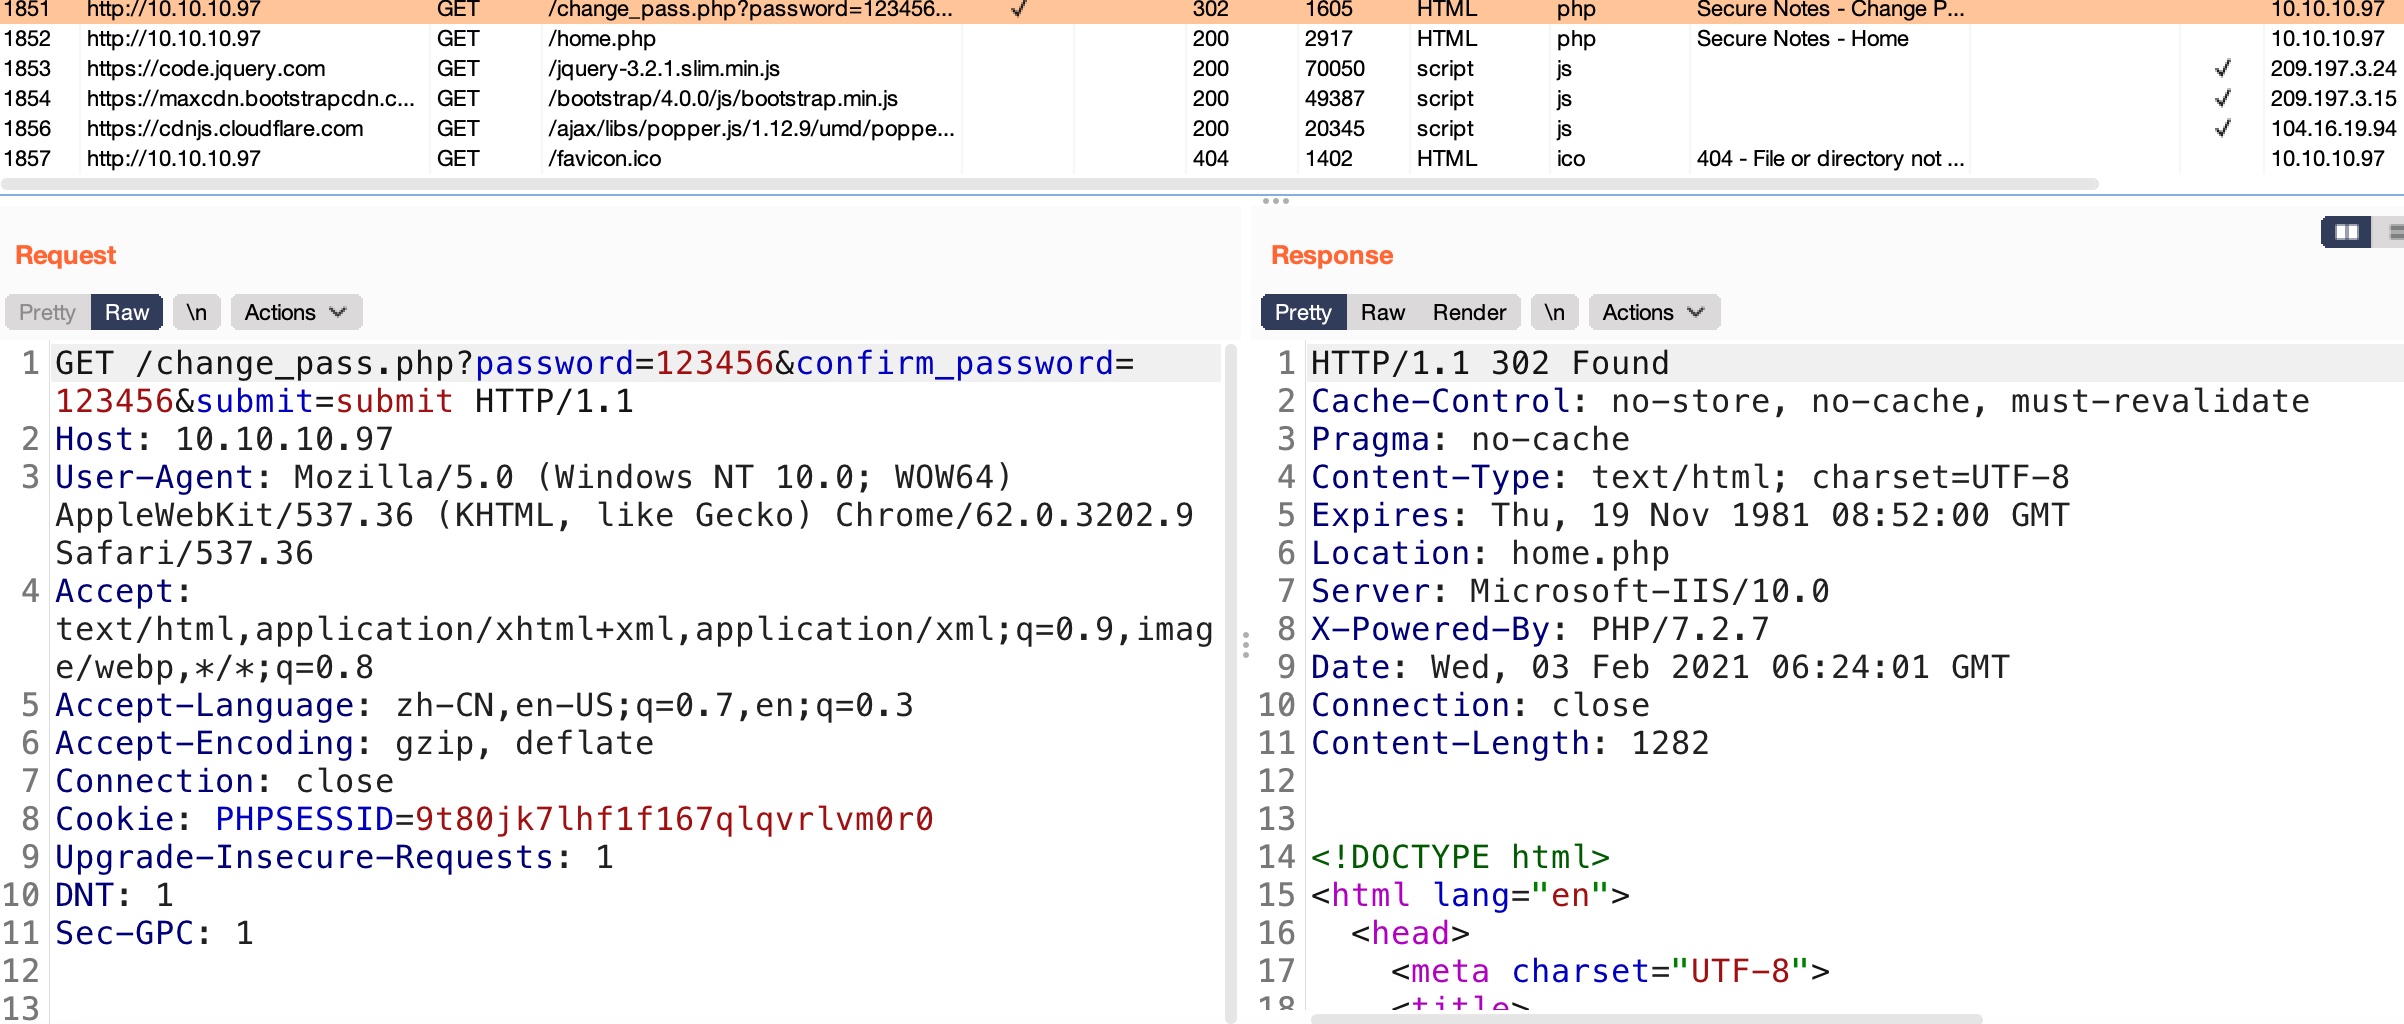 1851 http://10.10.10.97 GET /change_pass.php?password=123456... ✓ 302 1605 HTML php Secure Notes - Change P... 10.10.10.97
1852 http://10.10.10.97 GET /home.php 200 2917 HTML php Secure Notes - Home 10.10.10.97
1853 https://code.jquery.com GET /jquery-3.2.1.slim.min.js 200 70050 script js ✓ 209.197.3.24
1854 https://maxcdn.bootstrapcdn.c... GET /bootstrap/4.0.0/js/bootstrap.min.js 200 49387 script js ✓ 209.197.3.15
1856 https://cdnjs.cloudflare.com GET /ajax/libs/popper.js/1.12.9/umd/poppe... 200 20345 script js ✓ 104.16.19.94
1857 http://10.10.10.97 GET /favicon.ico 404 1402 HTML ico 404 - File or directory not ... 10.10.10.97
Request
Pretty Raw \n Actions
1 GET /change_pass.php?password=123456&confirm_password=
123456&submit=submit HTTP/1.1
2 Host: 10.10.10.97
3 User-Agent: Mozilla/5.0 (Windows NT 10.0; WOW64)
AppleWebKit/537.36 (KHTML, like Gecko) Chrome/62.0.3202.9
Safari/537.36
4 Accept:
text/html,application/xhtml+xml,application/xml;q=0.9,imag
e/webp,*/*;q=0.8
5 Accept-Language: zh-CN,en-US;q=0.7,en;q=0.3
6 Accept-Encoding: gzip, deflate
7 Connection: close
8 Cookie: PHPSESSID=9t80jk7lhf1f167qlqvrlvm0r0
9 Upgrade-Insecure-Requests: 1
10 DNT: 1
11 Sec-GPC: 1
12
13
Response
Pretty Raw Render \n Actions
1 HTTP/1.1 302 Found
2 Cache-Control: no-store, no-cache, must-revalidate
3 Pragma: no-cache
4 Content-Type: text/html; charset=UTF-8
5 Expires: Thu, 19 Nov 1981 08:52:00 GMT
6 Location: home.php
7 Server: Microsoft-IIS/10.0
8 X-Powered-By: PHP/7.2.7
9 Date: Wed, 03 Feb 2021 06:24:01 GMT
10 Connection: close
11 Content-Length: 1282
12
13
14 <!DOCTYPE html>
15 <html lang="en">
16 <head>
17 <meta charset="UTF-8">
18 <title>